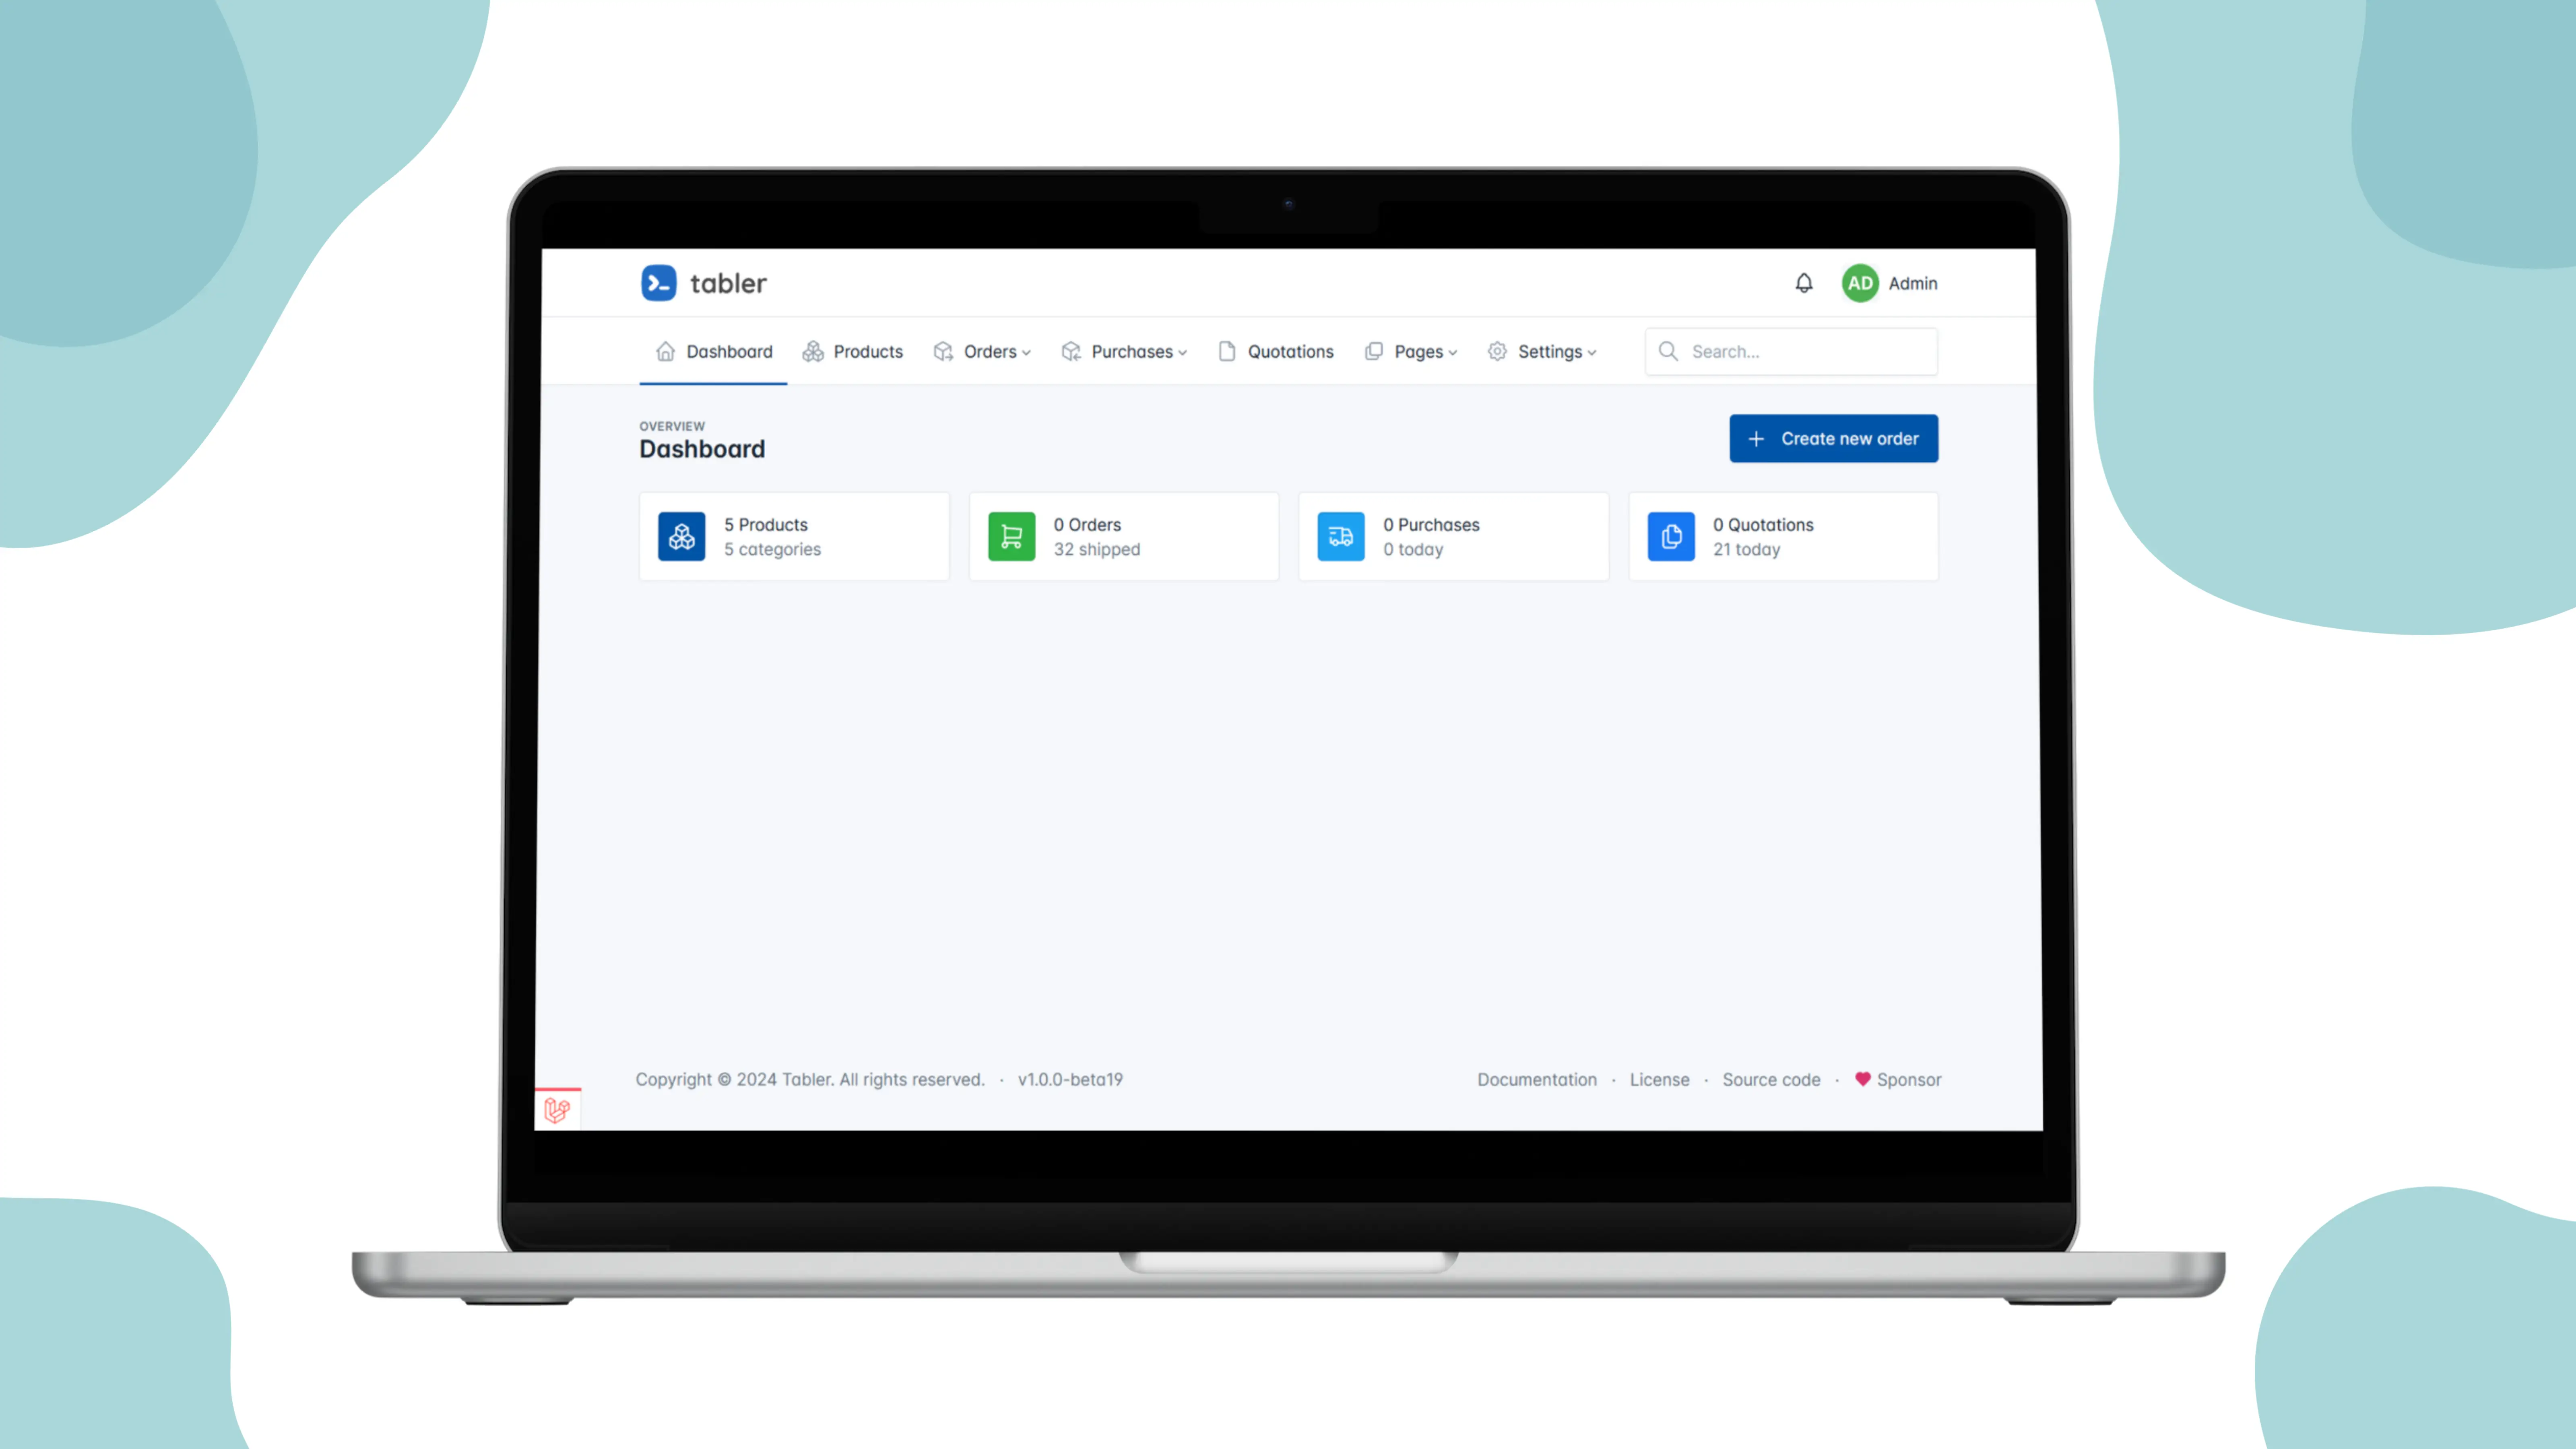 tabler
AD Admin
Dashboard Products Orders Purchases Quotations Pages Settings Search...
OVERVIEW
Dashboard
+ Create new order
5 Products
5 categories
0 Orders
32 shipped
0 Purchases
0 today
0 Quotations
21 today
Copyright © 2024 Tabler. All rights reserved. · v1.0.0-beta19
Documentation · License · Source code · Sponsor